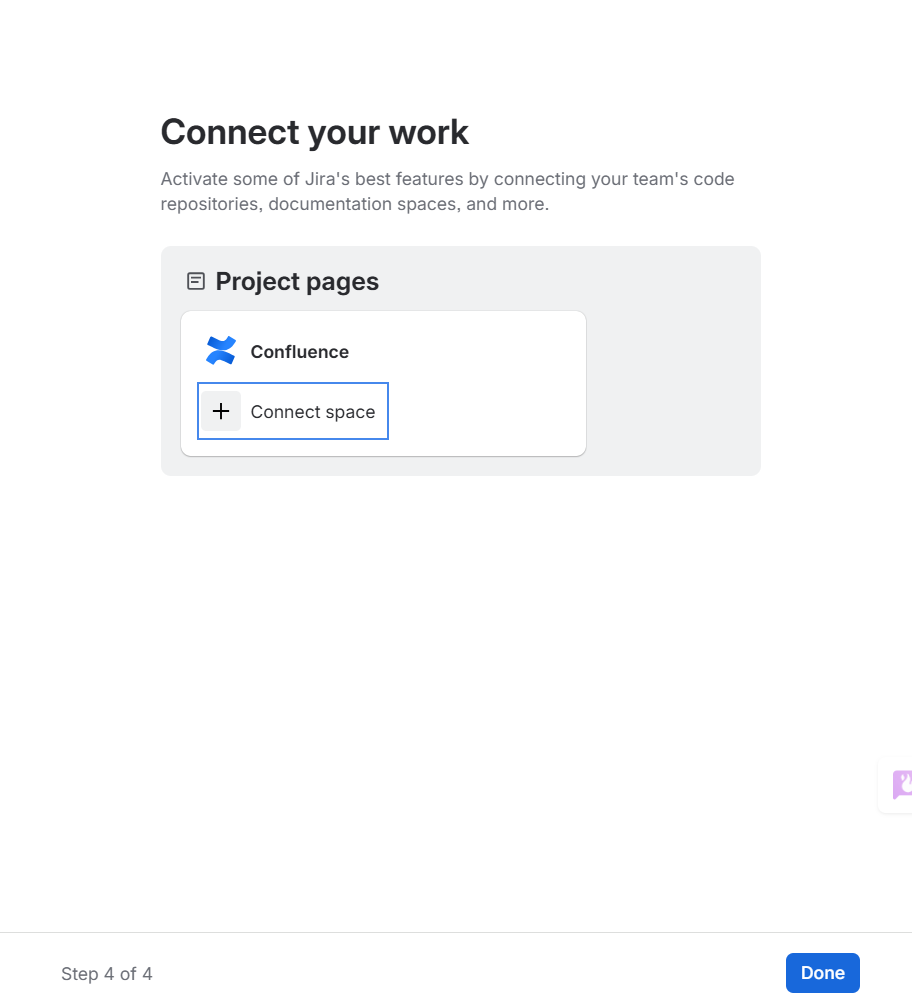 Connect your work
Activate some of Jira's best features by connecting your team's code
repositories, documentation spaces, and more.
Project pages
Confluence
Connect space
Step 4 of 4
Done